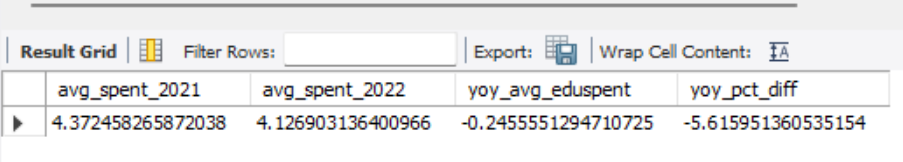 Result Grid Filter Rows: Export: Wrap Cell Content: IA
avg_spent_2021 avg_spent_2022 yoy_avg_eduspent yoy_pct_diff
4.372458265872038 4.126903136400966 -0.2455551294710725 -5.615951360535154